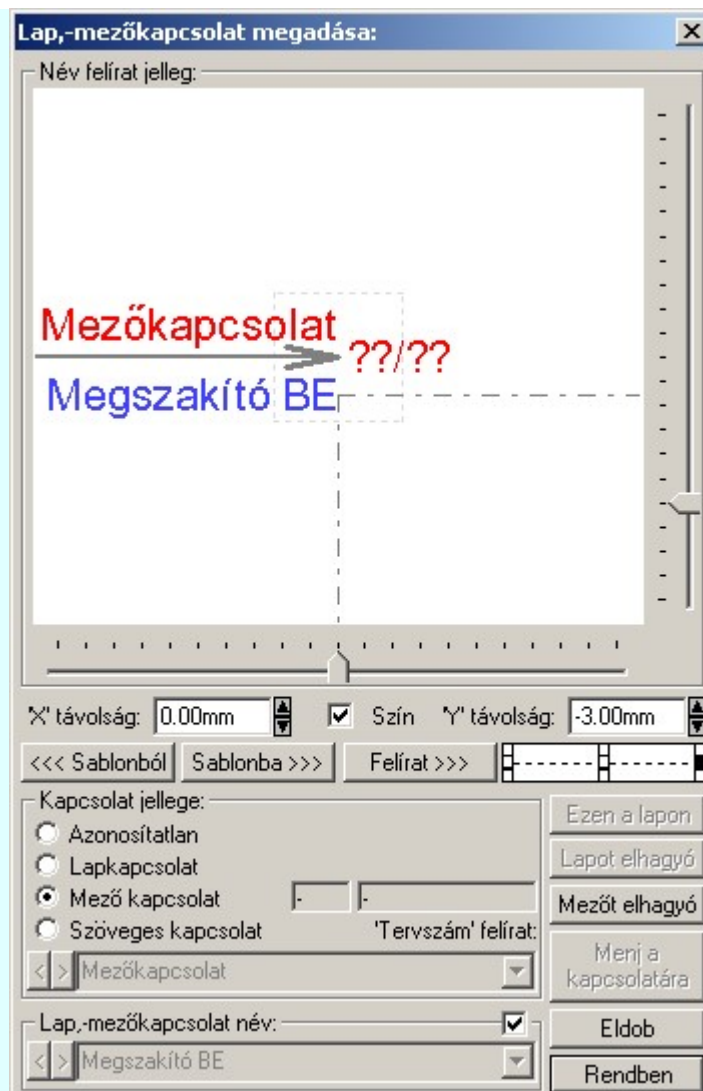 Lap,-mezőkapcsolat megadása:
Név felírat jelleg:
Mezőkapcsolat
??/??
Megszakító BE
'X' távolság: 0.00mm Szín 'Y' távolság: -3.00mm
<<< Sablonból Sablonba >>> Felírat >>>
Kapcsolat jellege:
Azonosítatlan
Lapkapcsolat
Mező kapcsolat - -
Szöveges kapcsolat 'Tervszám' felírat:
< > Mezőkapcsolat
Ezen a lapon
Lapot elhagyó
Mezőt elhagyó
Menj a
kapcsolatára
Lap,-mezőkapcsolat név:
< > Megszakító BE
Eldob
Rendben